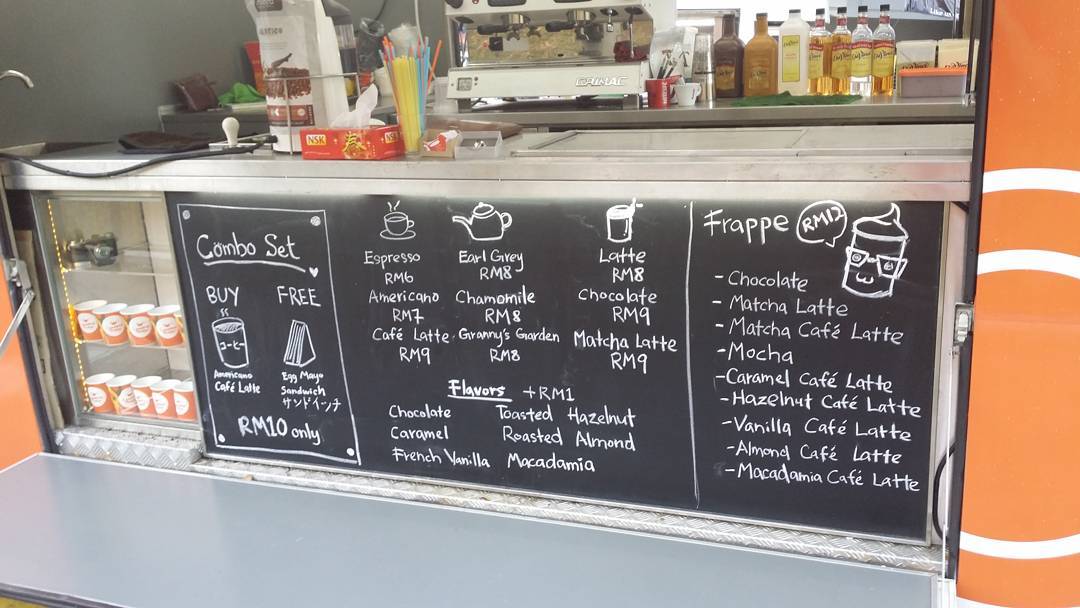 CRIMAC
NSK
NSK
Combo Set
BUY FREE
コーヒー
Americano
Café Latte
Egg Mayo
Sandwich
サンドイッチ
RM10 only
Espresso
RM6
Americano
RM7
Café Latte
RM9
Earl Grey
RM8
Chamomile
RM8
Granny's Garden
RM8
Latte
RM8
Chocolate
RM9
Matcha Latte
RM9
Flavors +RM1
Chocolate Toasted Hazelnut
Caramel Roasted Almond
French Vanilla Macadamia
Frappe RM12
- Chocolate
- Matcha Latte
- Matcha Café Latte
- Mocha
- Caramel Café Latte
- Hazelnut Café Latte
- Vanilla Café Latte
- Almond Café Latte
- Macadamia Café Latte